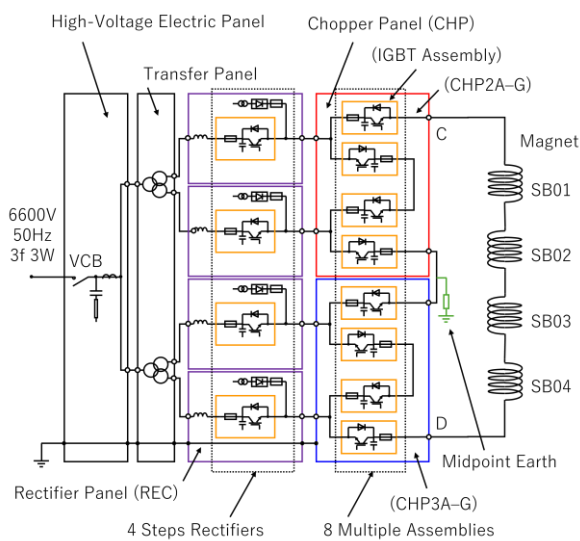 High-Voltage Electric Panel
Chopper Panel (CHP)
(IGBT Assembly)
Transfer Panel
(CHP2A–G)
C
Magnet
SB01
6600V
50Hz
3f 3W
VCB
SB02
SB03
SB04
D
Midpoint Earth
Rectifier Panel (REC)
(CHP3A–G)
4 Steps Rectifiers
8 Multiple Assemblies